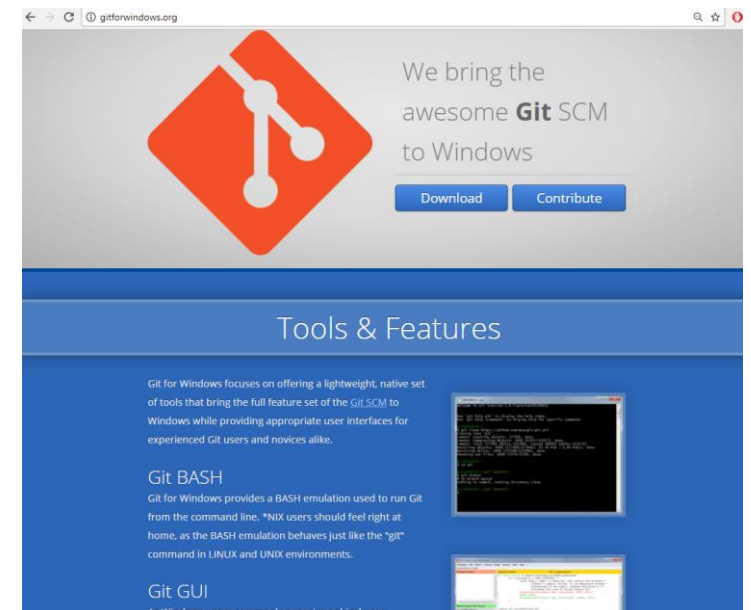 gitforwindows.org
We bring the
awesome Git SCM
to Windows
Download
Contribute
Tools & Features
Git for Windows focuses on offering a lightweight, native set
of tools that bring the full feature set of the Git SCM to
Windows while providing appropriate user interfaces for
experienced Git users and novices alike.
Git BASH
Git for Windows provides a BASH emulation used to run Git
from the command line. *NIX users should feel right at
home, as the BASH emulation behaves just like the "git"
command in LINUX and UNIX environments.
Git GUI